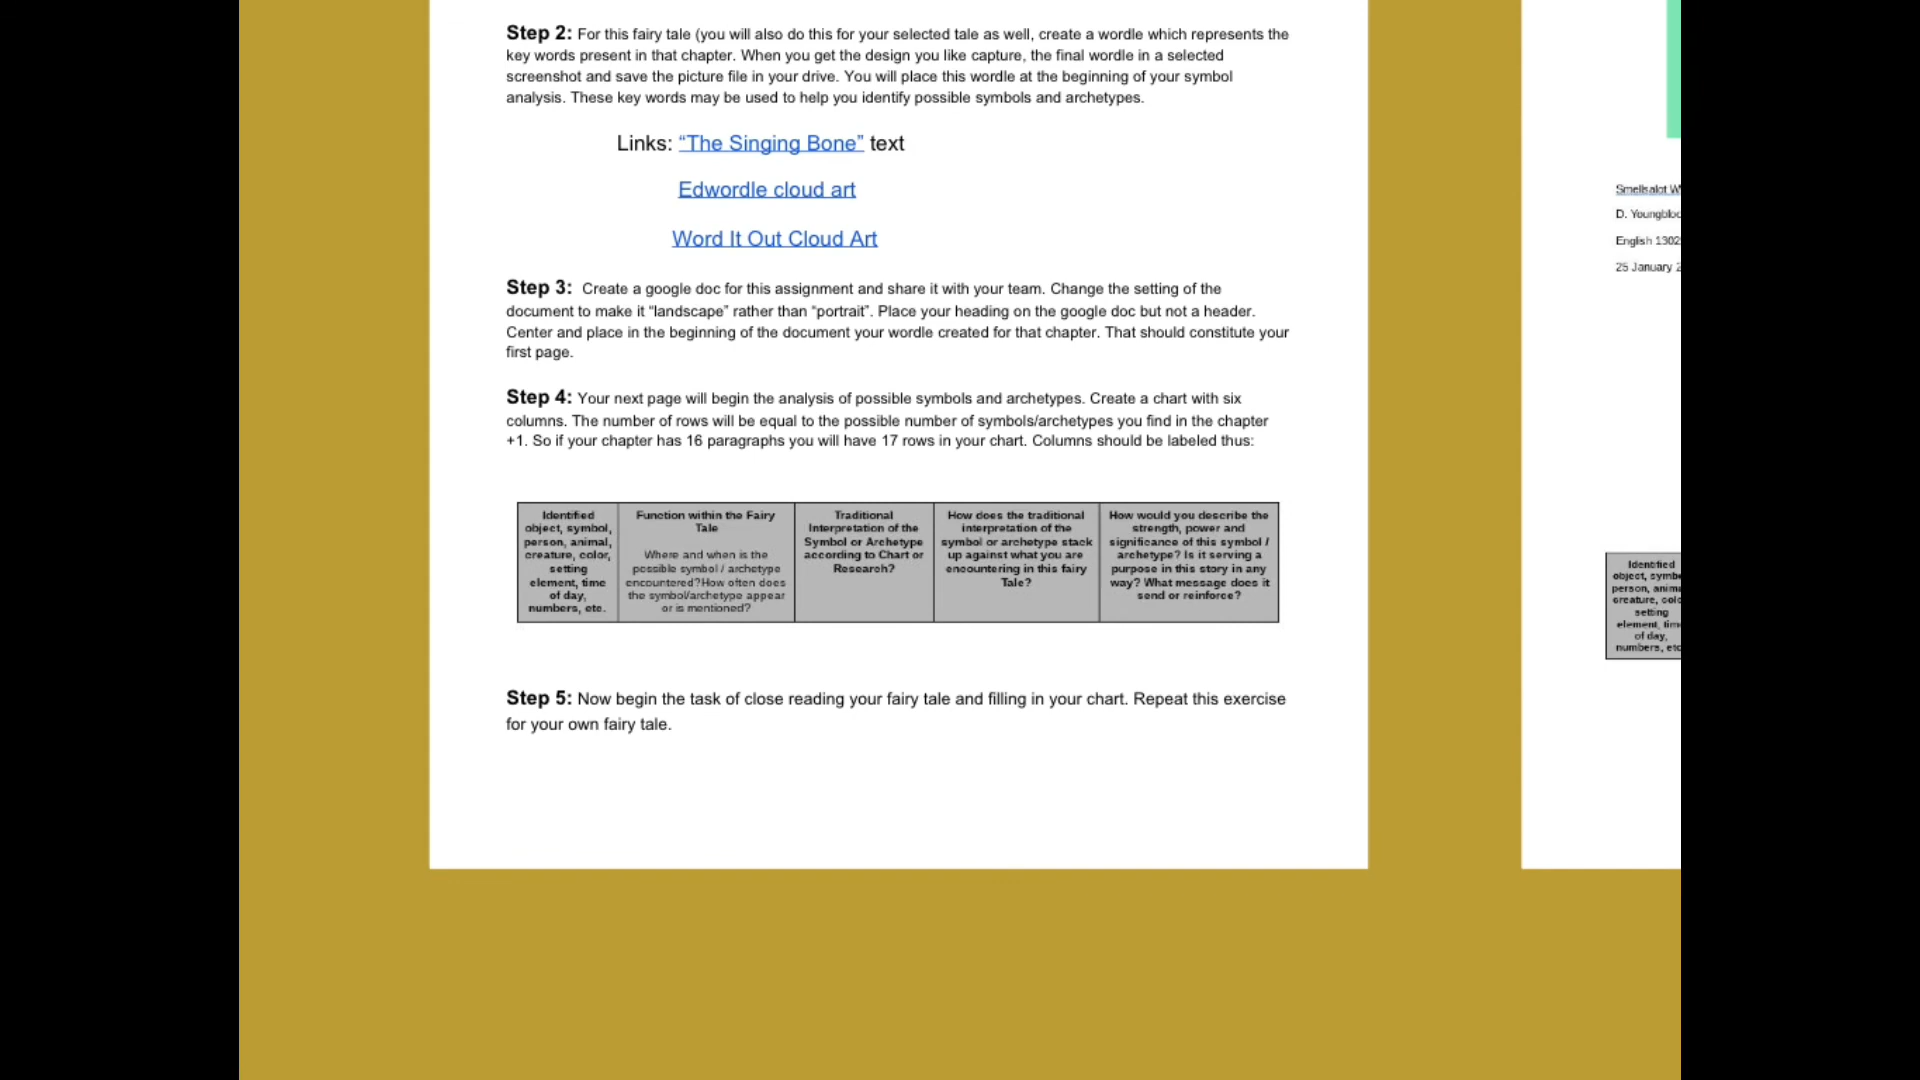 Step 2: For this fairy tale (you will also do this for your selected tale as well, create a wordle which represents the
key words present in that chapter. When you get the design you like capture, the final wordle in a selected
screenshot and save the picture file in your drive. You will place this wordle at the beginning of your symbol
analysis. These key words may be used to help you identify possible symbols and archetypes.
Links: “The Singing Bone” text
Edwordle cloud art
Word It Out Cloud Art
Step 3: Create a google doc for this assignment and share it with your team. Change the setting of the
document to make it “landscape” rather than “portrait”. Place your heading on the google doc but not a header.
Center and place in the beginning of the document your wordle created for that chapter. That should constitute your
first page.
Step 4: Your next page will begin the analysis of possible symbols and archetypes. Create a chart with six
columns. The number of rows will be equal to the possible number of symbols/archetypes you find in the chapter
+1. So if your chapter has 16 paragraphs you will have 17 rows in your chart. Columns should be labeled thus:
Identified
object, symbol,
person, animal,
creature, color,
setting
element, time
of day,
numbers, etc.
Function within the Fairy
Tale
Where and when is the
possible symbol / archetype
encountered?How often does
the symbol/archetype appear
or is mentioned?
Traditional
Interpretation of the
Symbol or Archetype
according to Chart or
Research?
How does the traditional
interpretation of the
symbol or archetype stack
up against what you are
encountering in this fairy
Tale?
How would you describe the
strength, power and
significance of this symbol /
archetype? Is it serving a
purpose in this story in any
way? What message does it
send or reinforce?
Step 5: Now begin the task of close reading your fairy tale and filling in your chart. Repeat this exercise
for your own fairy tale.
Smellsalot W
D. Youngbloo
English 1302
25 January 2
Identified
object, symbo
person, anima
creature, colo
setting
element, time
of day,
numbers, etc